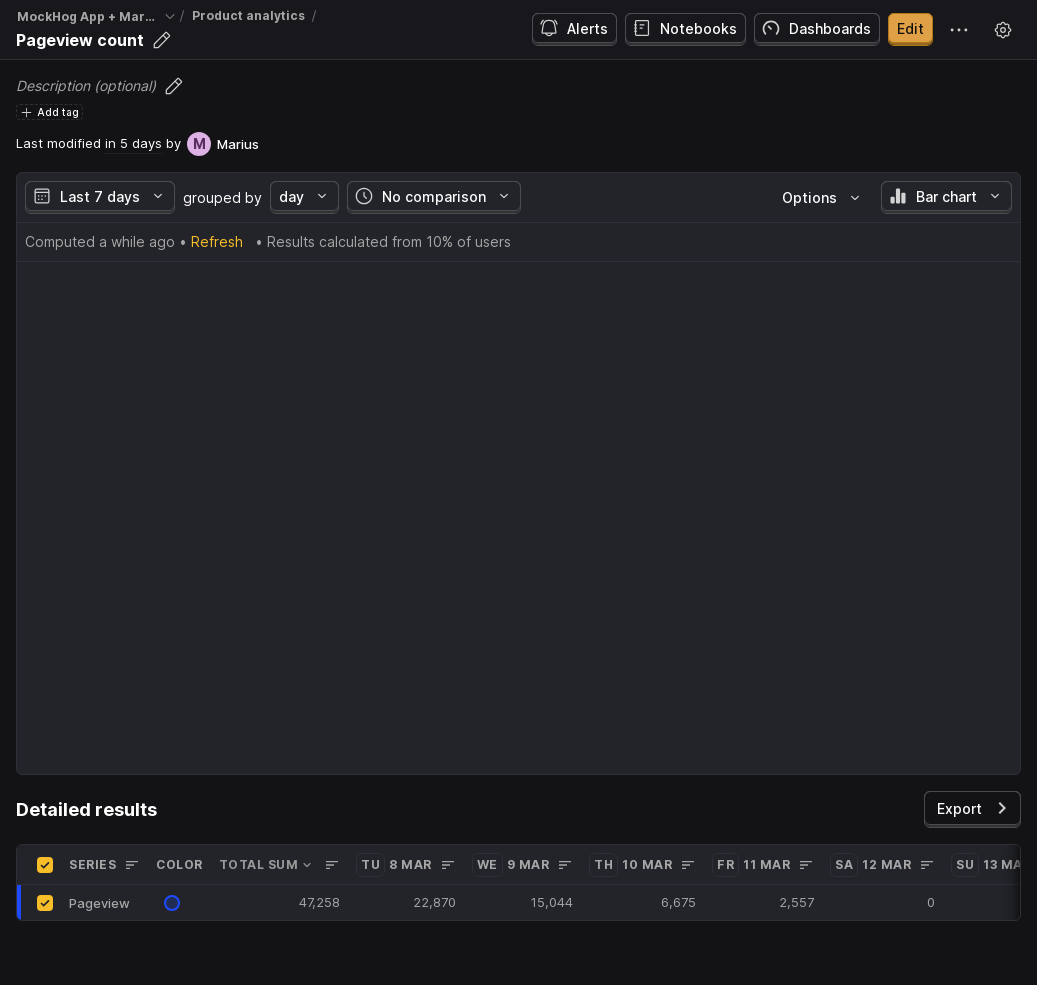 MockHog App + Mar... / Product analytics /
Pageview count
Alerts Notebooks Dashboards Edit
Description (optional)
Add tag
Last modified in 5 days by M Marius
Last 7 days grouped by day No comparison Options Bar chart
Computed a while ago • Refresh • Results calculated from 10% of users
Detailed results Export
SERIES COLOR TOTAL SUM TU 8 MAR WE 9 MAR TH 10 MAR FR 11 MAR SA 12 MAR SU 13 MA
Pageview 47,258 22,870 15,044 6,675 2,557 0